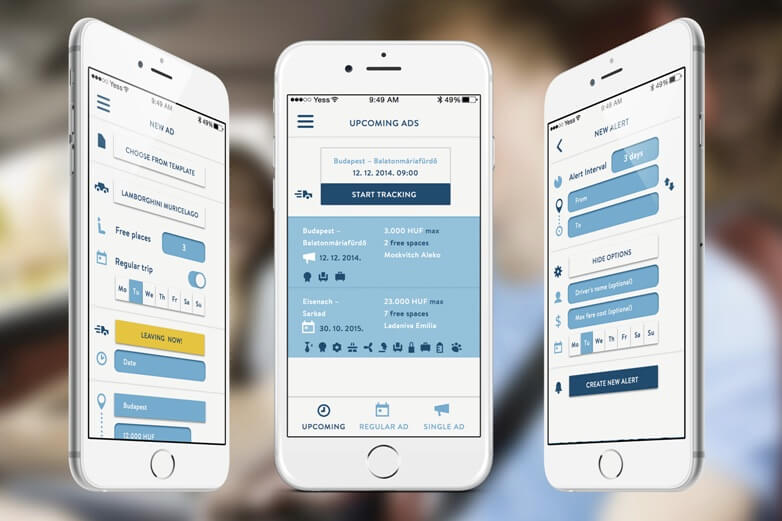 Yess
9:49 AM
49%
NEW AD
CHOOSE FROM TEMPLATE
LAMBORGHINI MURICELAGO
Free places
3
Regular trip
Mo Tu We Th Fr Sa Su
LEAVING NOW!
Date
Budapest
12.000 HUF
Yess
9:49 AM
49%
UPCOMING ADS
Budapest – Balatonmáriafürdő
12. 12. 2014. 09:00
START TRACKING
Budapest –
Balatonmáriafürdő
12. 12. 2014.
3.000 HUF max
2 free spaces
Moskvitch Aleko
Eisenach –
Sarkad
30. 10. 2015.
23.000 HUF max
7 free spaces
Ladaniva Emilia
UPCOMING
REGULAR AD
SINGLE AD
Yess
9:49 AM
49%
NEW ALERT
Alert Interval
3 days
From
To
HIDE OPTIONS
Driver's name (optional)
Max fare cost (optional)
$
Mo Tu We Th Fr Sa Su
CREATE NEW ALERT